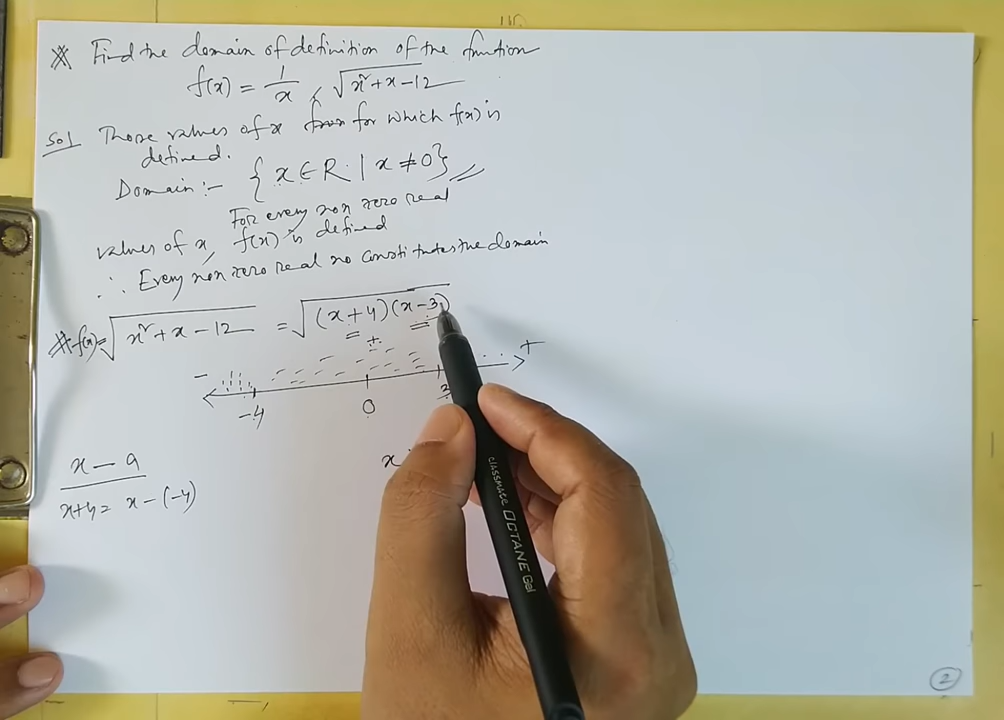 ※ Find the domain of definition of the function
f(x) = 1/x , √(x²+x-12)
Sol Those values of x for which f(x) is
defined.
Domain :- { x ∈ R | x ≠ 0 }
For every non zero real
values of x, f(x) is defined
∴ Every non zero real no constitutes the domain
※ f(x) = √(x²+x-12) = √((x+4)(x-3))
+
- +
-4 0
x - a
x+4 = x-(-4)
x
classmate OCTANE Gel
2